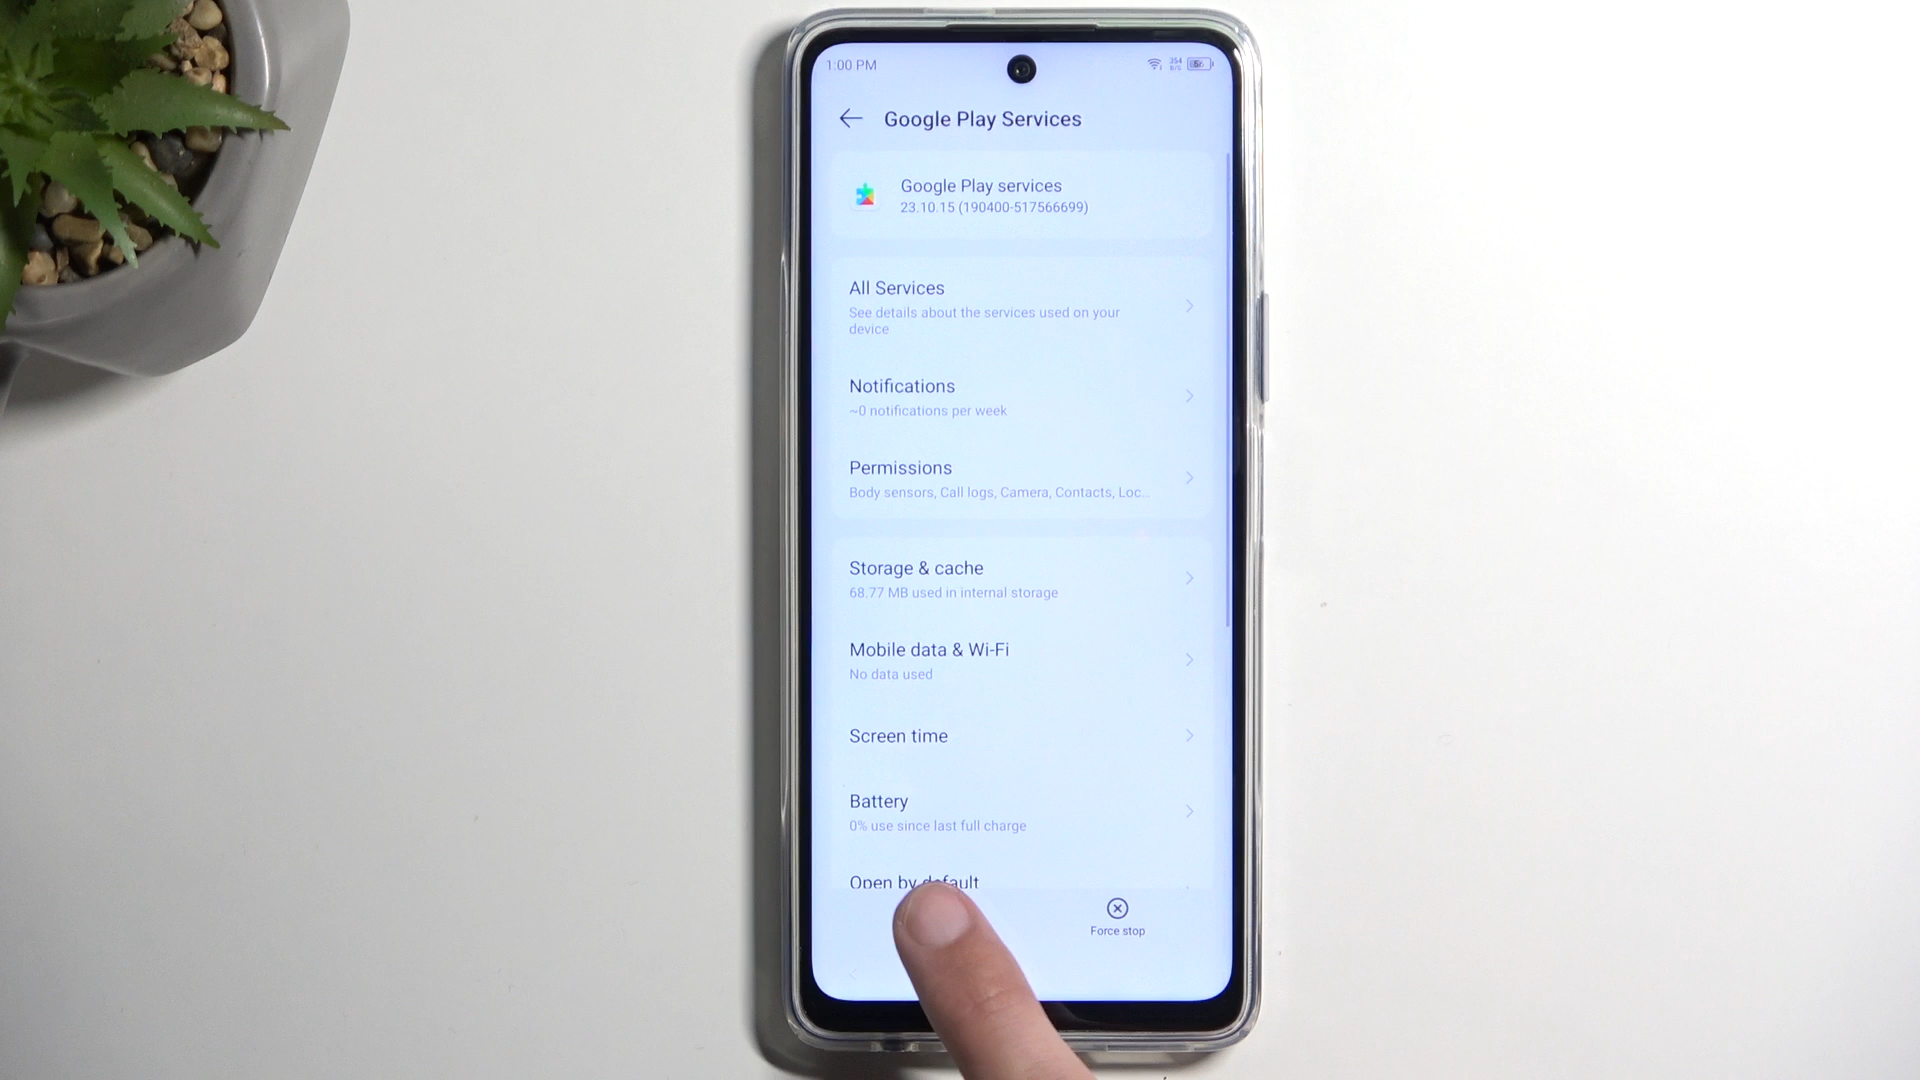 1:00 PM
Google Play Services
Google Play services
23.10.15 (190400-517566699)
All Services
See details about the services used on your
device
Notifications
~0 notifications per week
Permissions
Body sensors, Call logs, Camera, Contacts, Loc...
Storage & cache
68.77 MB used in internal storage
Mobile data & Wi-Fi
No data used
Screen time
Battery
0% use since last full charge
Open by default
Force stop